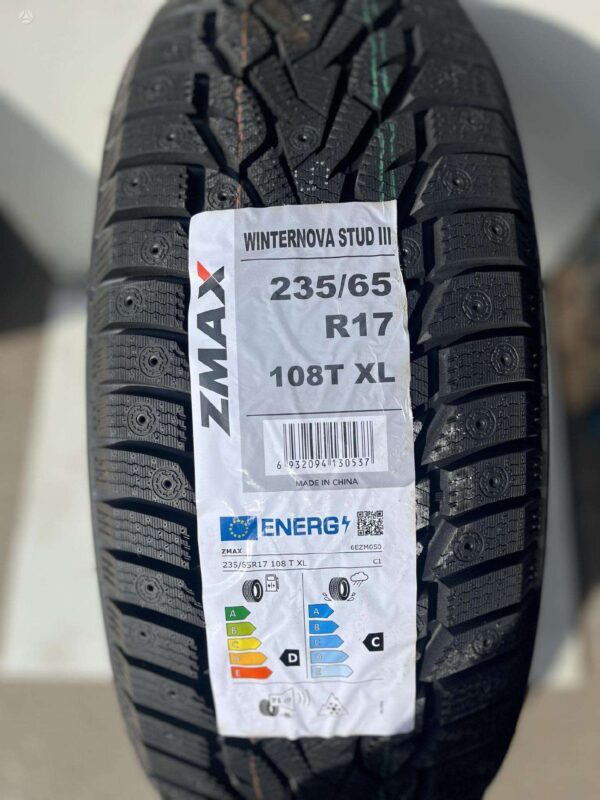 WINTERNOVA STUD III
ZMAX
235/65
R17
108T XL
6 932094 130537
MADE IN CHINA
ENERG
ZMAX 6EZM050
235/65R17 108 T XL C1
A
B
C
D
E
D
A
B
C
D
E
C